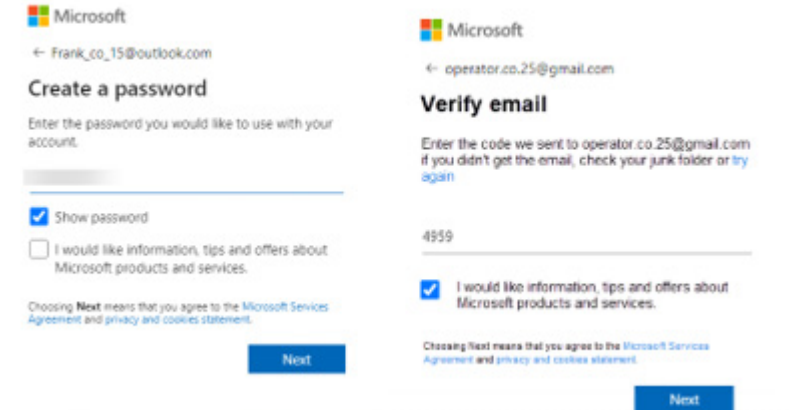 Microsoft
← Frank_co_15@outlook.com
Create a password
Enter the password you would like to use with your
account.
Show password
I would like information, tips and offers about
Microsoft products and services.
Choosing Next means that you agree to the Microsoft Services
Agreement and privacy and cookies statement.
Next
Microsoft
← operator.co.25@gmail.com
Verify email
Enter the code we sent to operator.co.25@gmail.com
if you didn't get the email, check your junk folder or try
again
4959
I would like information, tips and offers about
Microsoft products and services.
Choosing Next means that you agree to the Microsoft Services
Agreement and privacy and cookies statement.
Next